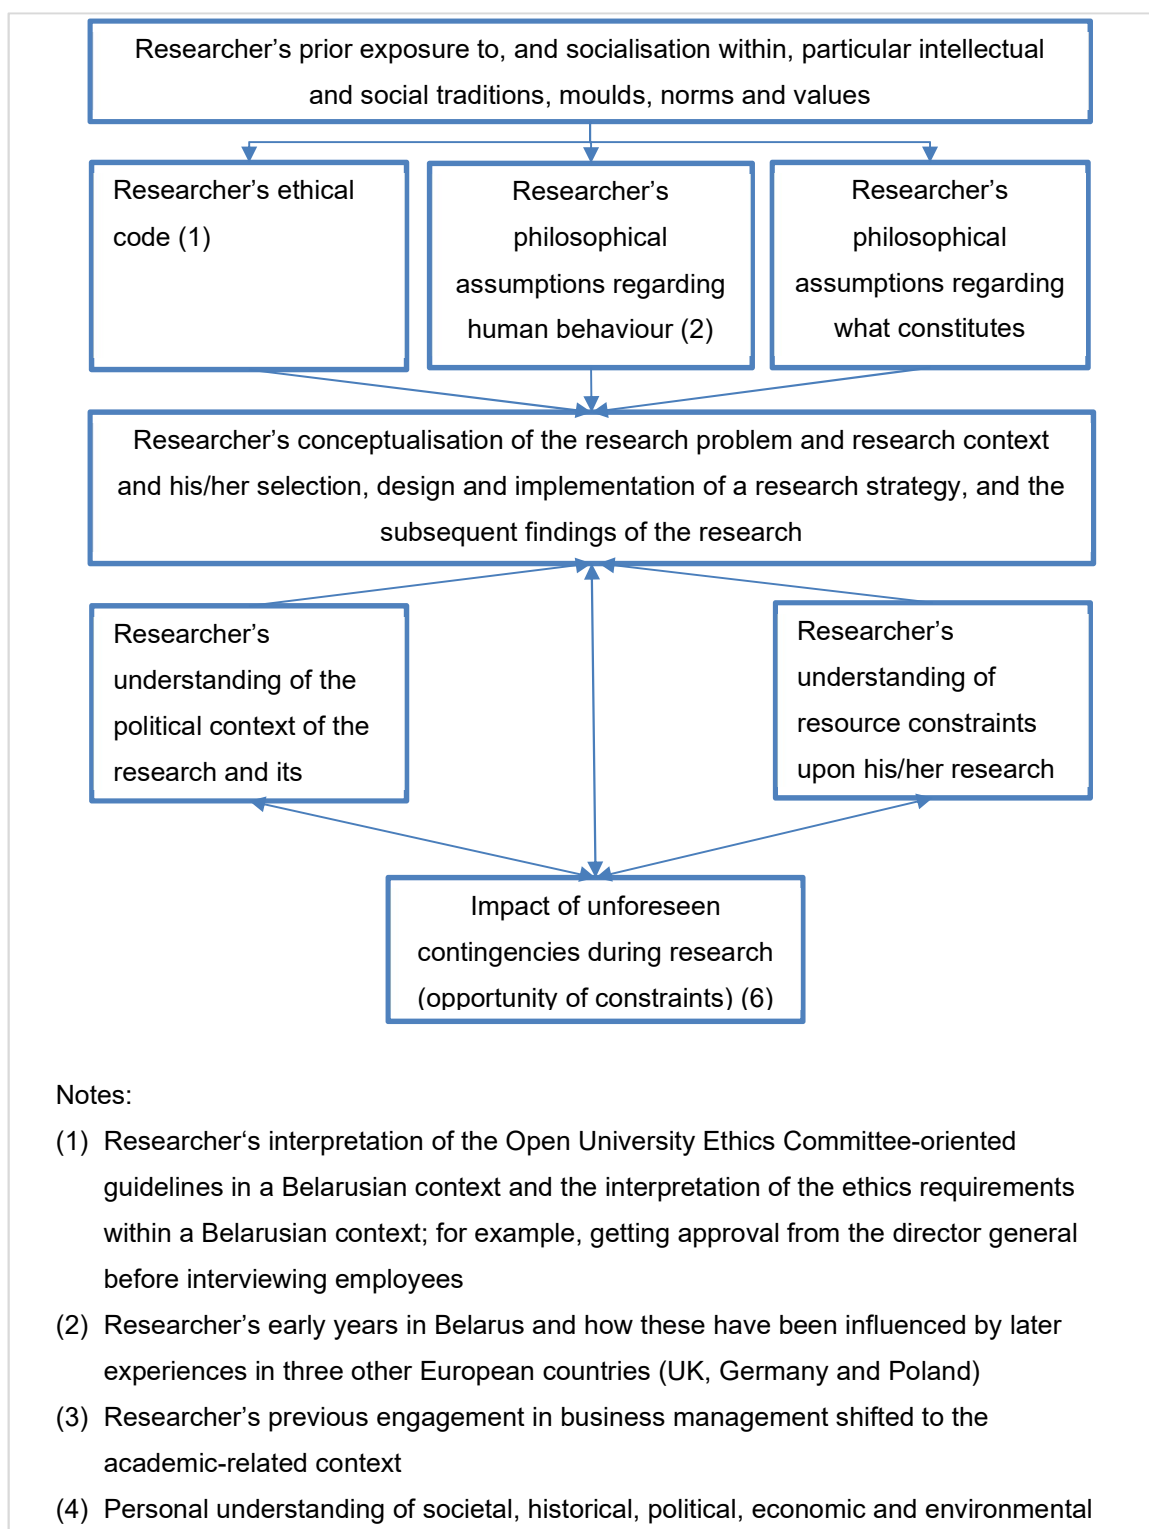 Researcher’s prior exposure to, and socialisation within, particular intellectual
and social traditions, moulds, norms and values
Researcher’s ethical
code (1)
Researcher’s
philosophical
assumptions regarding
human behaviour (2)
Researcher’s
philosophical
assumptions regarding
what constitutes
Researcher’s conceptualisation of the research problem and research context
and his/her selection, design and implementation of a research strategy, and the
subsequent findings of the research
Researcher’s
understanding of the
political context of the
research and its
Researcher’s
understanding of
resource constraints
upon his/her research
Impact of unforeseen
contingencies during research
(opportunity of constraints) (6)
Notes:
(1) Researcher‘s interpretation of the Open University Ethics Committee-oriented
guidelines in a Belarusian context and the interpretation of the ethics requirements
within a Belarusian context; for example, getting approval from the director general
before interviewing employees
(2) Researcher’s early years in Belarus and how these have been influenced by later
experiences in three other European countries (UK, Germany and Poland)
(3) Researcher’s previous engagement in business management shifted to the
academic-related context
(4) Personal understanding of societal, historical, political, economic and environmental